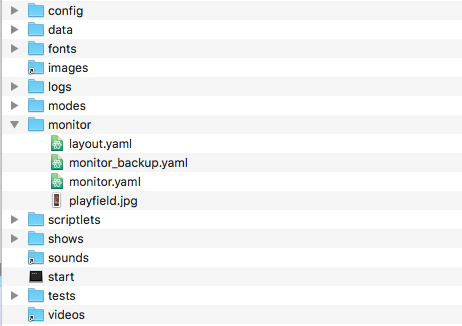 config
data
fonts
images
logs
modes
monitor
layout.yaml
monitor_backup.yaml
monitor.yaml
playfield.jpg
scriptlets
shows
sounds
start
tests
videos